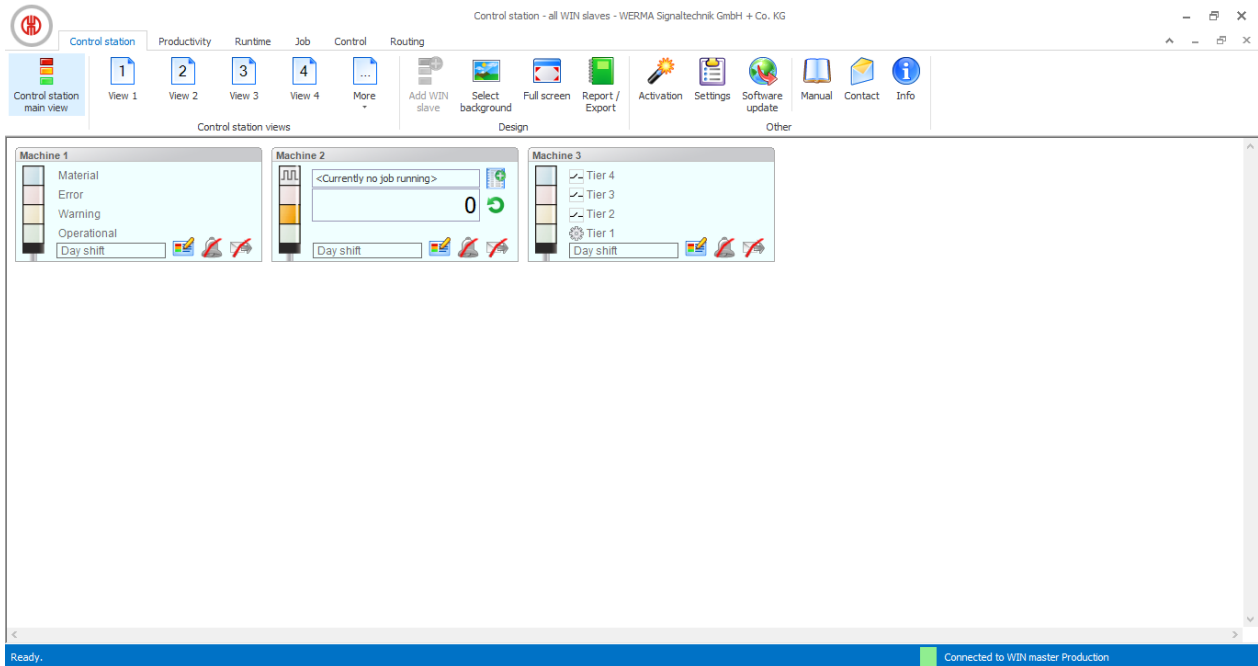 Control station - all WIN slaves - WERMA Signaltechnik GmbH + Co. KG
Control station Productivity Runtime Job Control Routing
Control station main view
1
View 1
2
View 2
3
View 3
4
View 4
...
More
Add WIN slave
Select background
Full screen
Report / Export
Activation
Settings
Software update
Manual
Contact
Info
Control station views
Design
Other
Machine 1
Material
Error
Warning
Operational
Day shift
Machine 2
<Currently no job running>
0
Day shift
Machine 3
Tier 4
Tier 3
Tier 2
Tier 1
Day shift
Ready.
Connected to WIN master Production